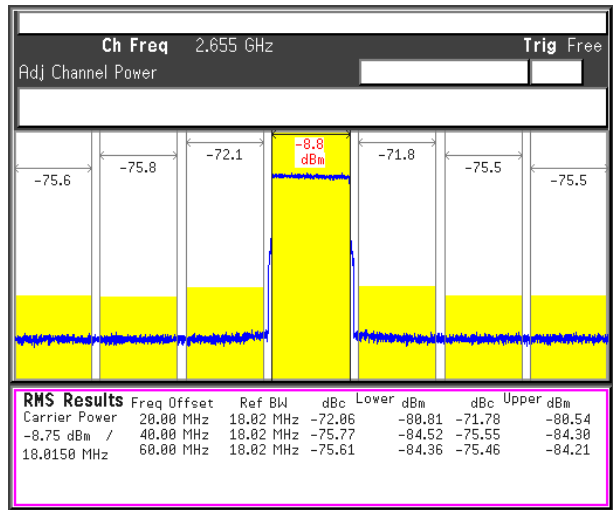 Ch Freq 2.655 GHz Trig Free
Adj Channel Power
-8.8
dBm
-72.1 -71.8
-75.8 -75.5
-75.6 -75.5
RMS Results Freq Offset Ref BW dBc Lower dBm dBc Upper dBm
Carrier Power 20.00 MHz 18.02 MHz -72.06 -80.81 -71.78 -80.54
-8.75 dBm / 40.00 MHz 18.02 MHz -75.77 -84.52 -75.55 -84.30
18.0150 MHz 60.00 MHz 18.02 MHz -75.61 -84.36 -75.46 -84.21